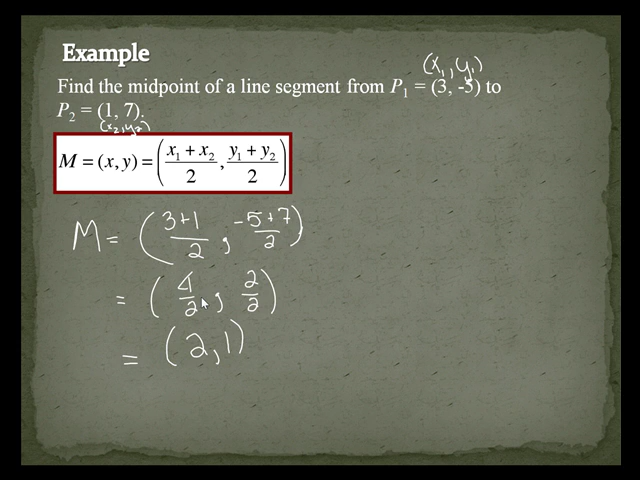 Example
(x₁, y₁)
Find the midpoint of a line segment from P₁ = (3, -5) to
P₂ = (1, 7).
(x₂, y₂)
M = (x, y) = ( (x₁ + x₂)/2 , (y₁ + y₂)/2 )
M = ( (3+1)/2 , (-5+7)/2 )
= ( 4/2 , 2/2 )
= (2, 1)